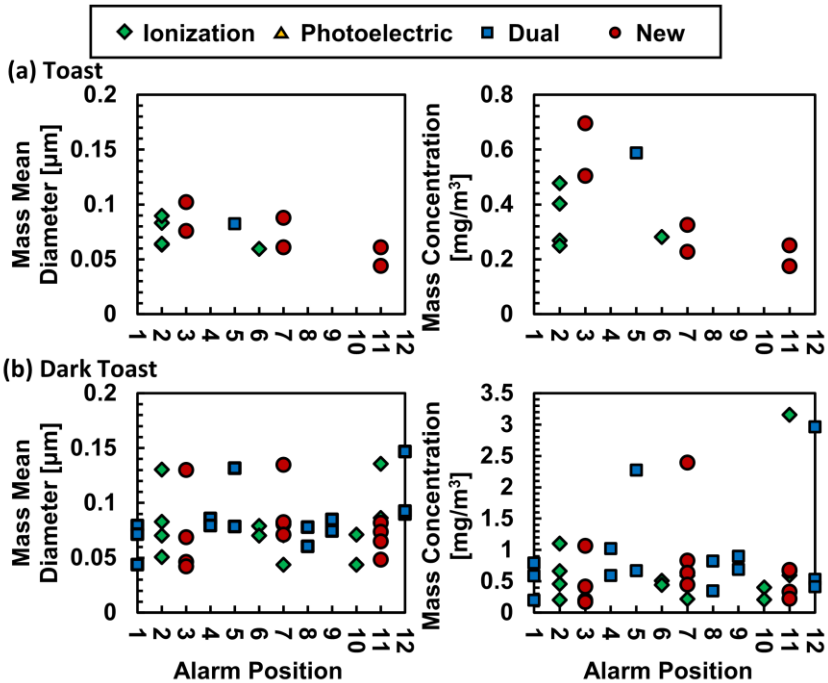 Ionization Photoelectric Dual New
(a) Toast
Mass Mean
Diameter [µm]
0.2
0.15
0.1
0.05
0
1 2 3 4 5 6 7 8 9 10 11 12
Mass Concentration
[mg/m³]
0.8
0.6
0.4
0.2
0
1 2 3 4 5 6 7 8 9 10 11 12
(b) Dark Toast
Mass Mean
Diameter [µm]
0.2
0.15
0.1
0.05
0
1 2 3 4 5 6 7 8 9 10 11 12
Alarm Position
Mass Concentration
[mg/m³]
3.5
3
2.5
2
1.5
1
0.5
0
1 2 3 4 5 6 7 8 9 10 11 12
Alarm Position